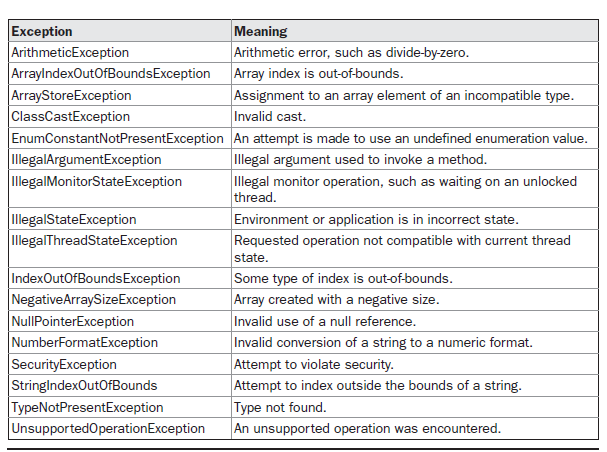 Exception Meaning
ArithmeticException Arithmetic error, such as divide-by-zero.
ArrayIndexOutOfBoundsException Array index is out-of-bounds.
ArrayStoreException Assignment to an array element of an incompatible type.
ClassCastException Invalid cast.
EnumConstantNotPresentException An attempt is made to use an undefined enumeration value.
IllegalArgumentException Illegal argument used to invoke a method.
IllegalMonitorStateException Illegal monitor operation, such as waiting on an unlocked
thread.
IllegalStateException Environment or application is in incorrect state.
IllegalThreadStateException Requested operation not compatible with current thread
state.
IndexOutOfBoundsException Some type of index is out-of-bounds.
NegativeArraySizeException Array created with a negative size.
NullPointerException Invalid use of a null reference.
NumberFormatException Invalid conversion of a string to a numeric format.
SecurityException Attempt to violate security.
StringIndexOutOfBounds Attempt to index outside the bounds of a string.
TypeNotPresentException Type not found.
UnsupportedOperationException An unsupported operation was encountered.